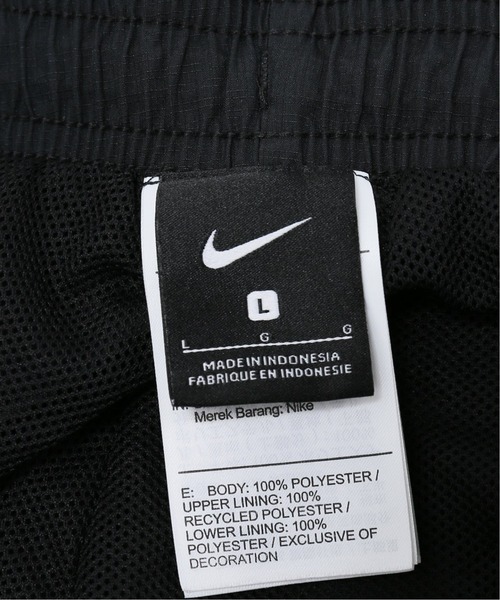 L
L G G
MADE IN INDONESIA
FABRIQUE EN INDONESIE
Merek Barang: Nike
E: BODY: 100% POLYESTER /
UPPER LINING: 100%
RECYCLED POLYESTER /
LOWER LINING: 100%
POLYESTER / EXCLUSIVE OF
DECORATION